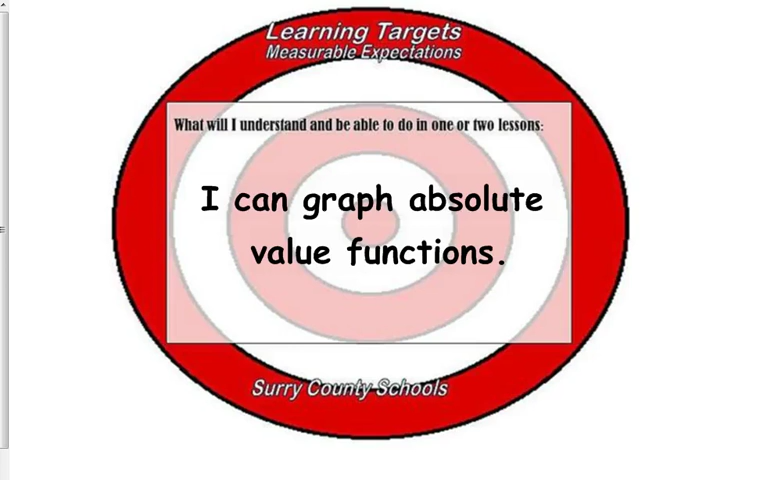 Learning Targets
Measurable Expectations
What will I understand and be able to do in one or two lessons:
I can graph absolute
value functions.
Surry County Schools